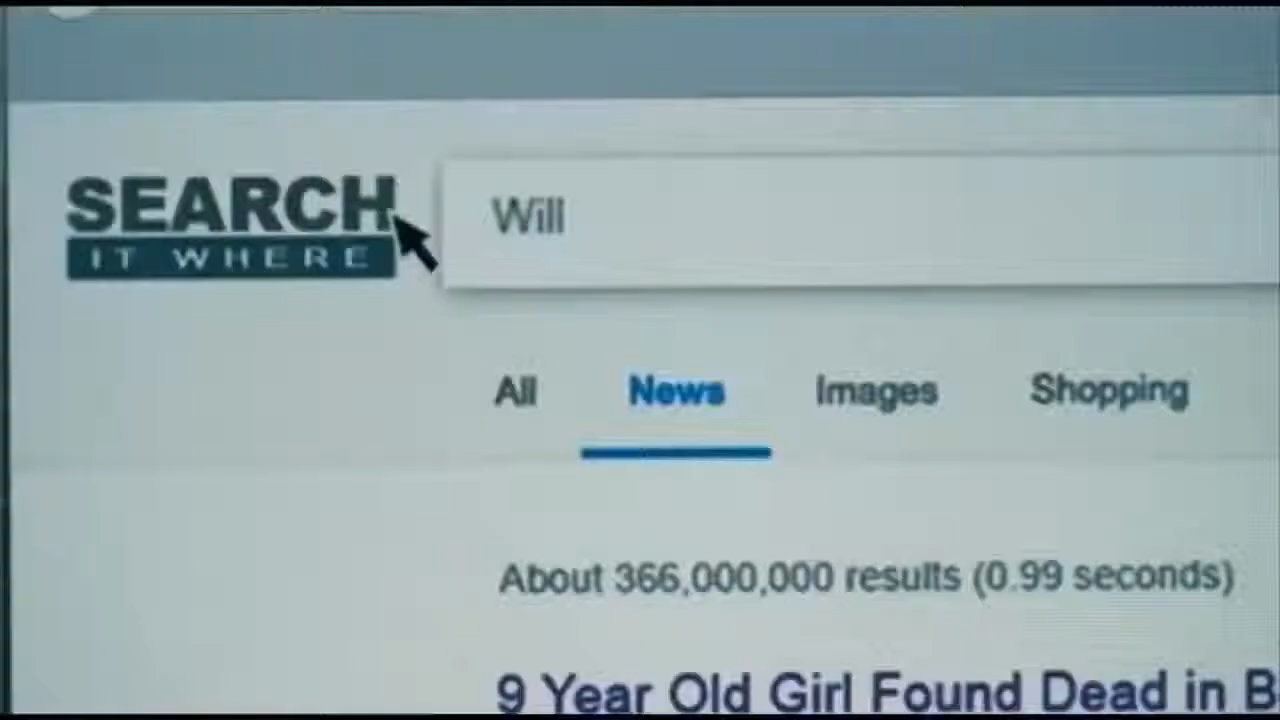 SEARCH
IT WHERE
Will
All News Images Shopping
About 366,000,000 results (0.99 seconds)
9 Year Old Girl Found Dead in B